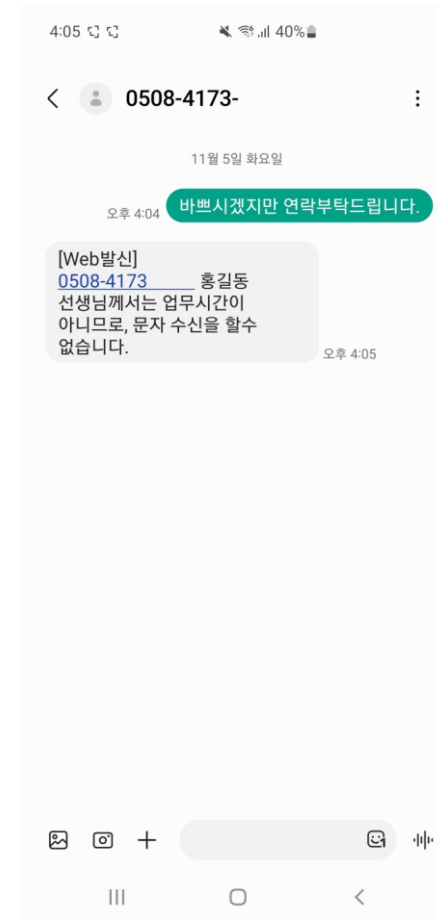 4:05
40%
0508-4173-
11월 5일 화요일
바쁘시겠지만 연락부탁드립니다.
오후 4:04
[Web발신]
0508-4173 홍길동
선생님께서는 업무시간이
아니므로, 문자 수신을 할수
없습니다.
오후 4:05